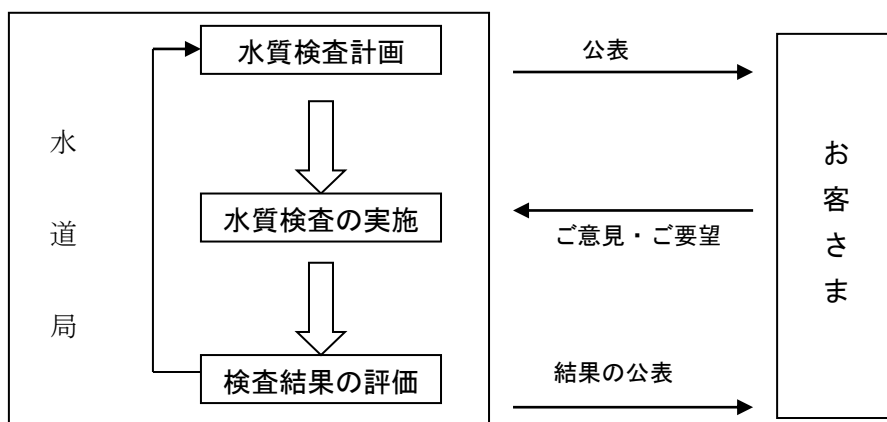 水質検査計画
公表
水道局
水質検査の実施
ご意見・ご要望
お客さま
検査結果の評価
結果の公表